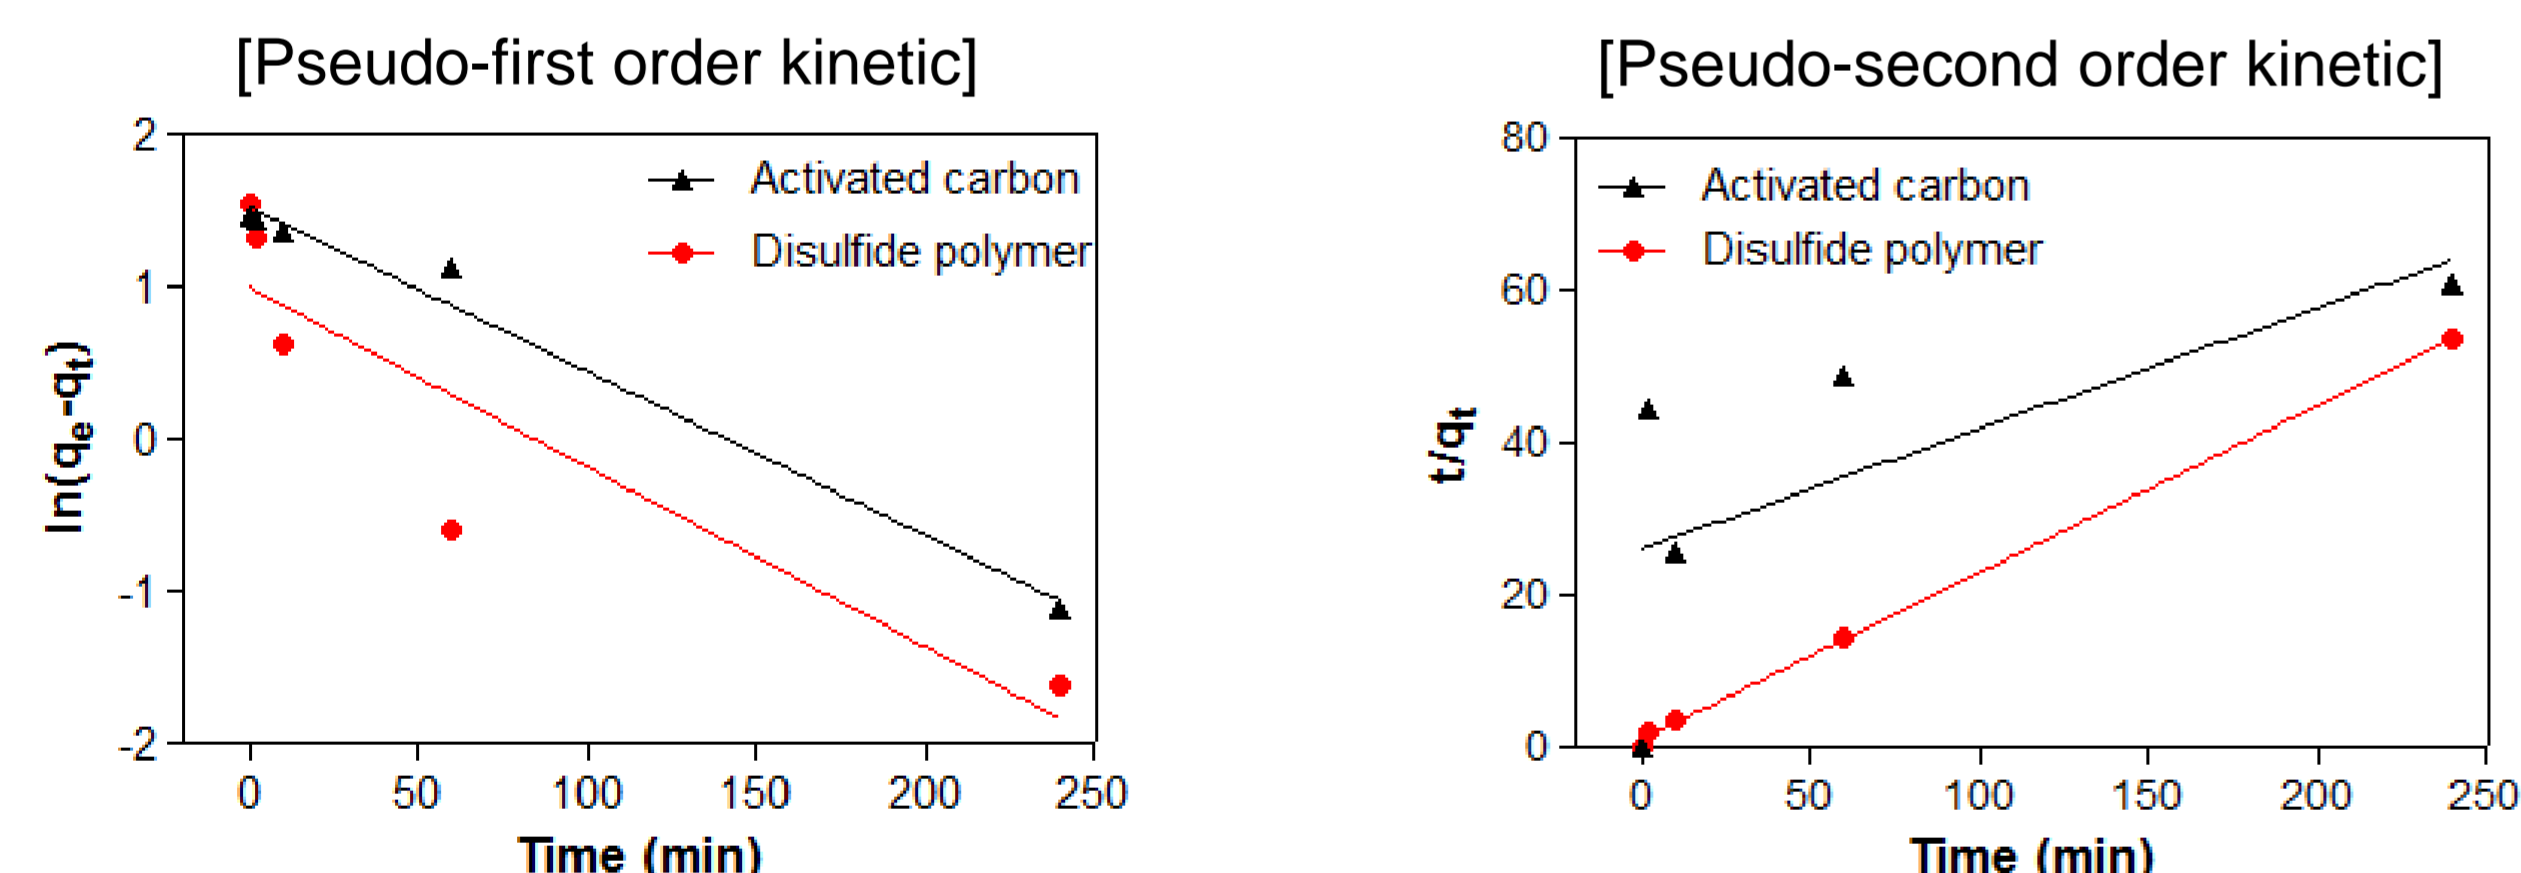 [Pseudo-first order kinetic]
2
1
0
-1
-2
ln(qe-qt)
Activated carbon
Disulfide polymer
0 50 100 150 200 250
Time (min)
[Pseudo-second order kinetic]
80
60
40
20
0
t/qt
Activated carbon
Disulfide polymer
0 50 100 150 200 250
Time (min)